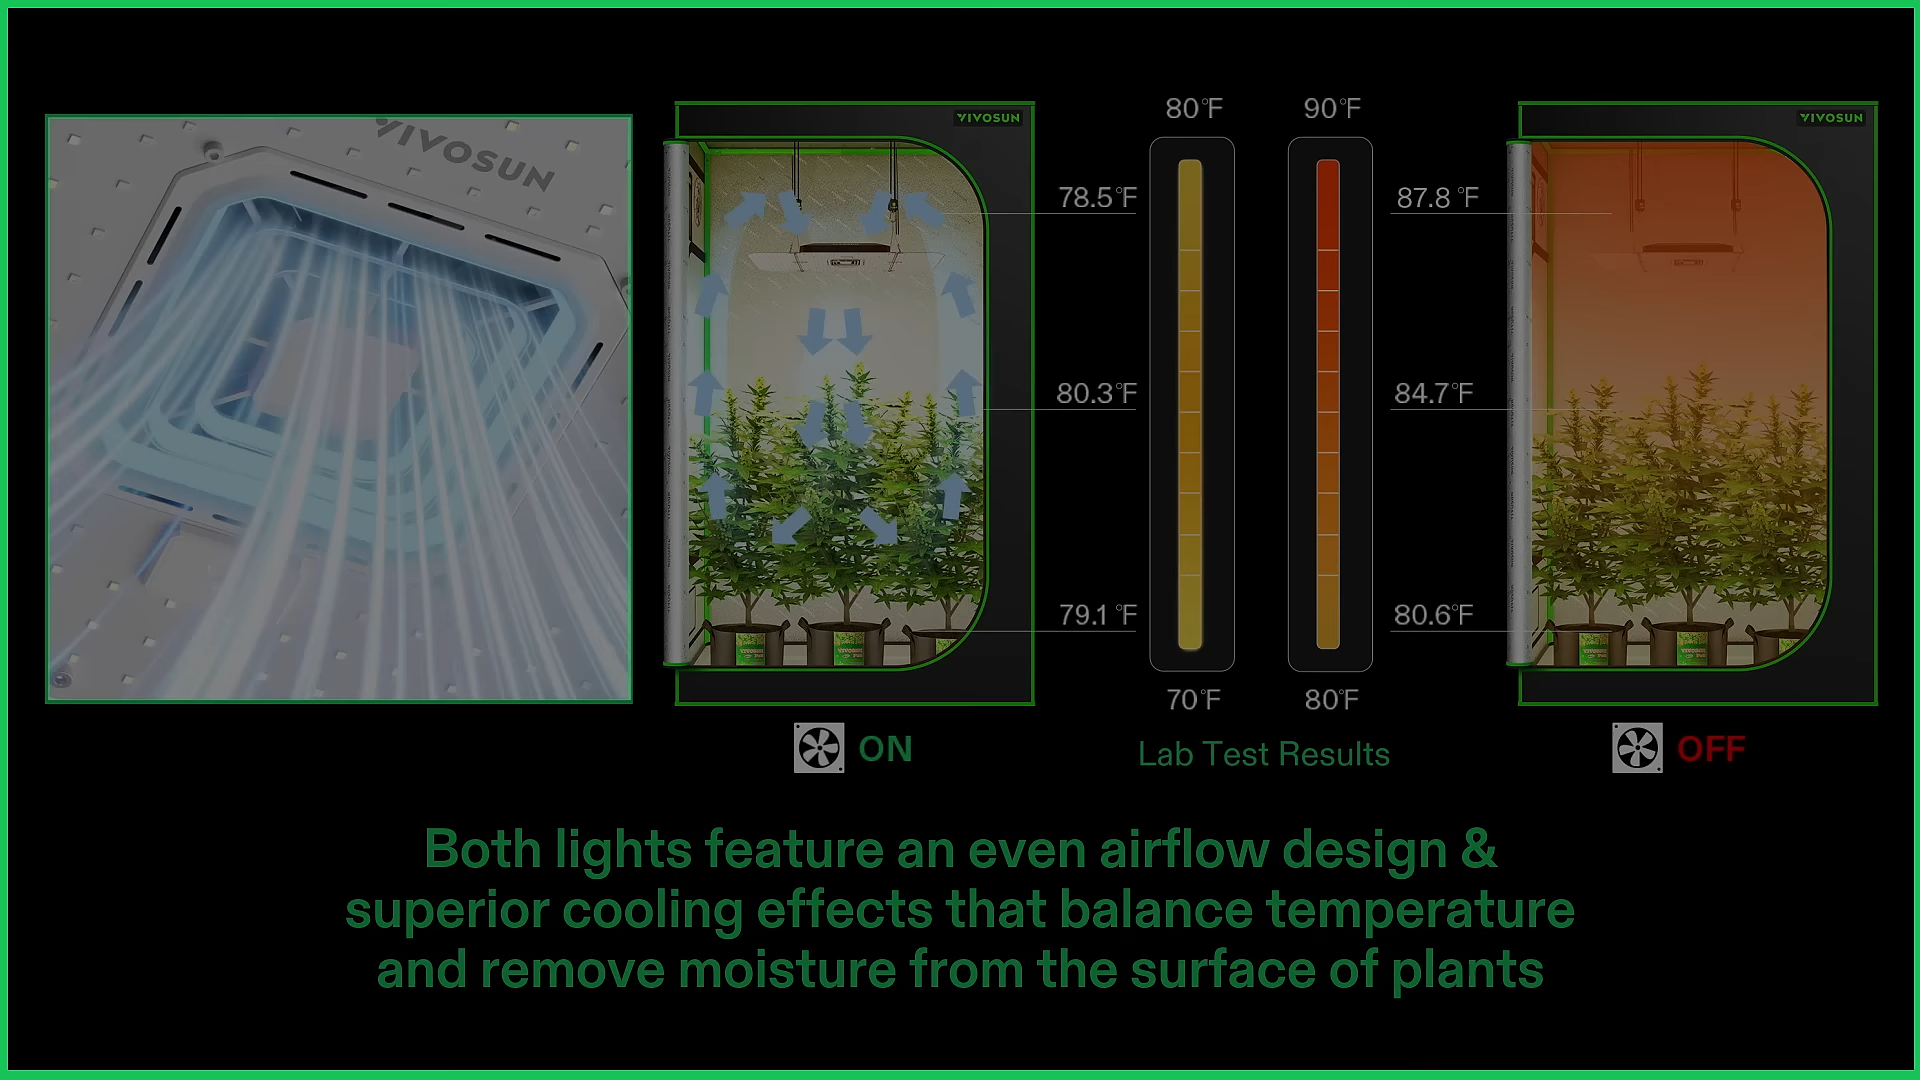 VIVOSUN
VIVOSUN
80°F
90°F
VIVOSUN
78.5°F
87.8 °F
80.3°F
84.7°F
79.1 °F
80.6°F
70°F
80°F
ON
Lab Test Results
OFF
Both lights feature an even airflow design &
superior cooling effects that balance temperature
and remove moisture from the surface of plants